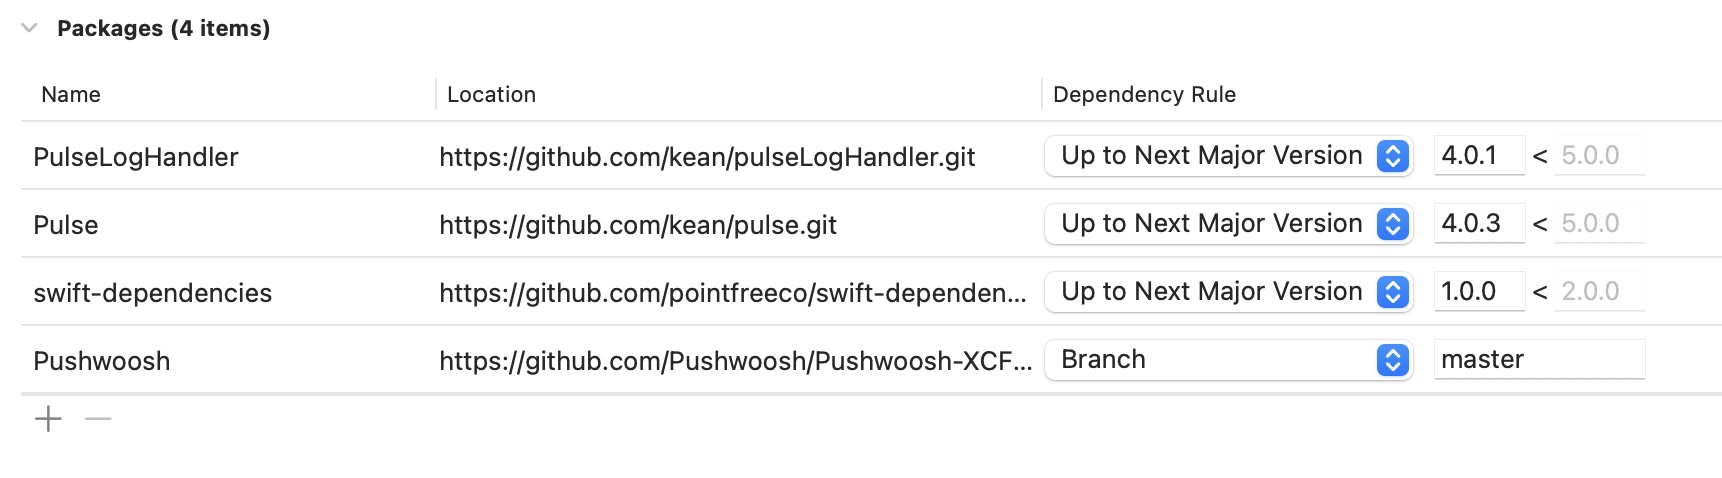 Packages (4 items)
Name Location Dependency Rule
PulseLogHandler https://github.com/kean/pulseLogHandler.git Up to Next Major Version 4.0.1 < 5.0.0
Pulse https://github.com/kean/pulse.git Up to Next Major Version 4.0.3 < 5.0.0
swift-dependencies https://github.com/pointfreeco/swift-dependen... Up to Next Major Version 1.0.0 < 2.0.0
Pushwoosh https://github.com/Pushwoosh/Pushwoosh-XCF... Branch master